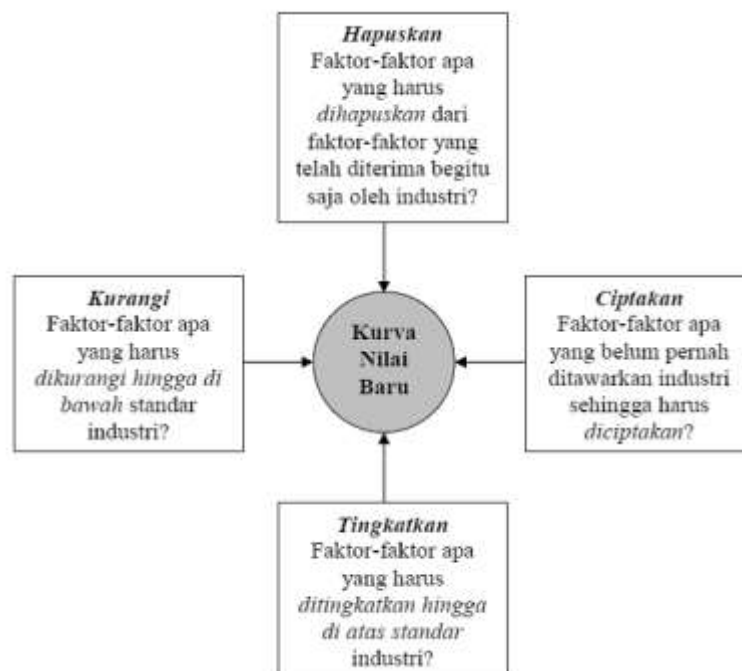 Hapuskan
Faktor-faktor apa
yang harus
dihapuskan dari
faktor-faktor yang
telah diterima begitu
saja oleh industri?
Kurangi
Faktor-faktor apa
yang harus
dikurangi hingga di
bawah standar
industri?
Kurva
Nilai
Baru
Ciptakan
Faktor-faktor apa
yang belum pernah
ditawarkan industri
sehingga harus
diciptakan?
Tingkatkan
Faktor-faktor apa
yang harus
ditingkatkan hingga
di atas standar
industri?